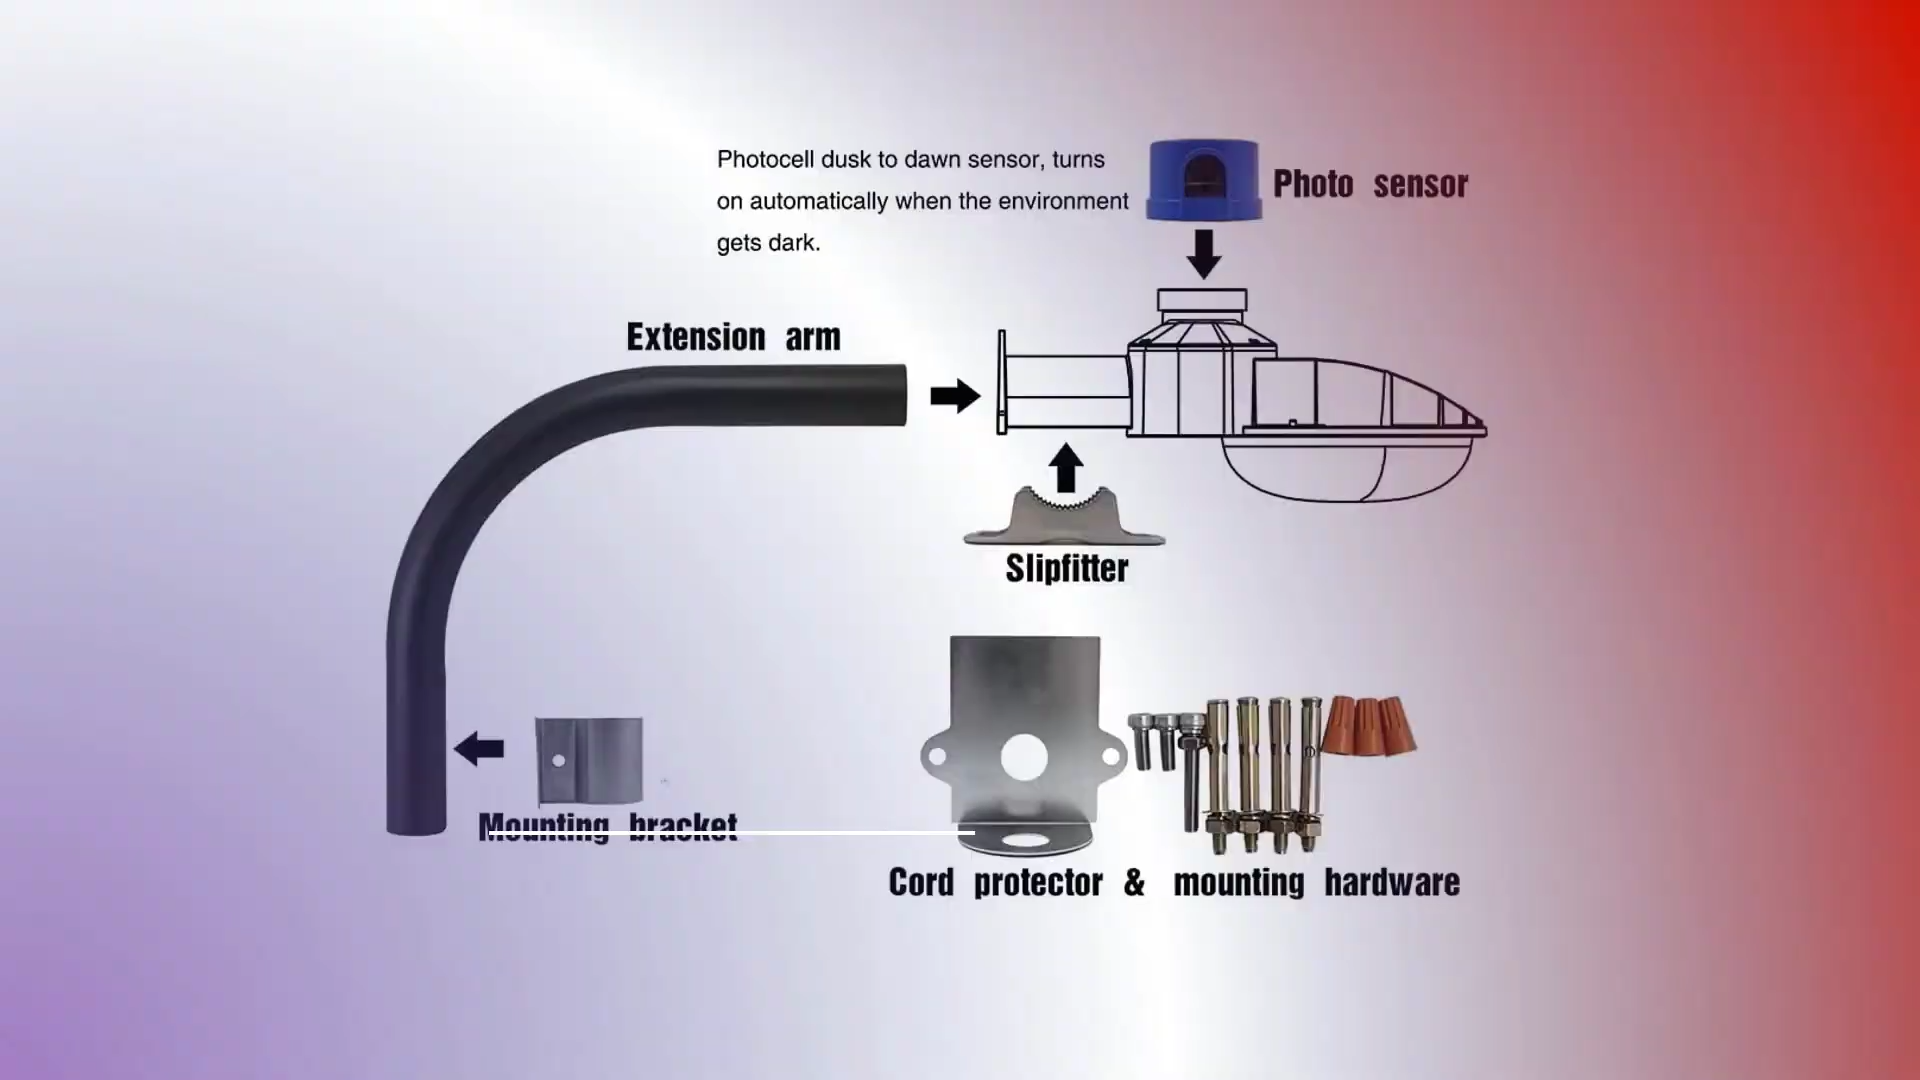 Photocell dusk to dawn sensor, turns
on automatically when the environment
gets dark.
Photo sensor
Extension arm
Slipfitter
Mounting bracket
Cord protector & mounting hardware